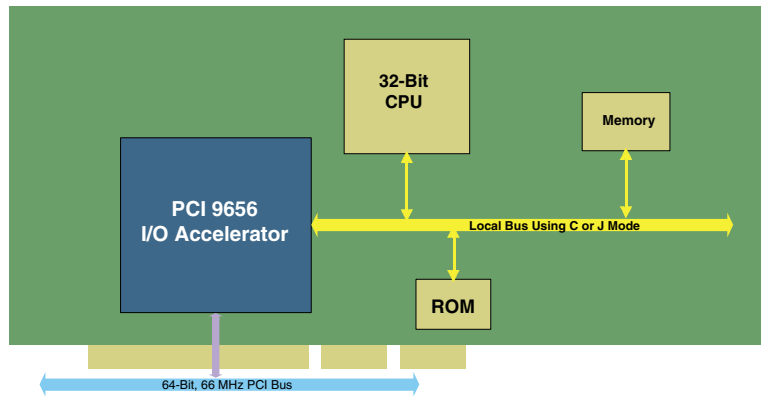 32-Bit
CPU
Memory
PCI 9656
I/O Accelerator
Local Bus Using C or J Mode
ROM
64-Bit, 66 MHz PCI Bus